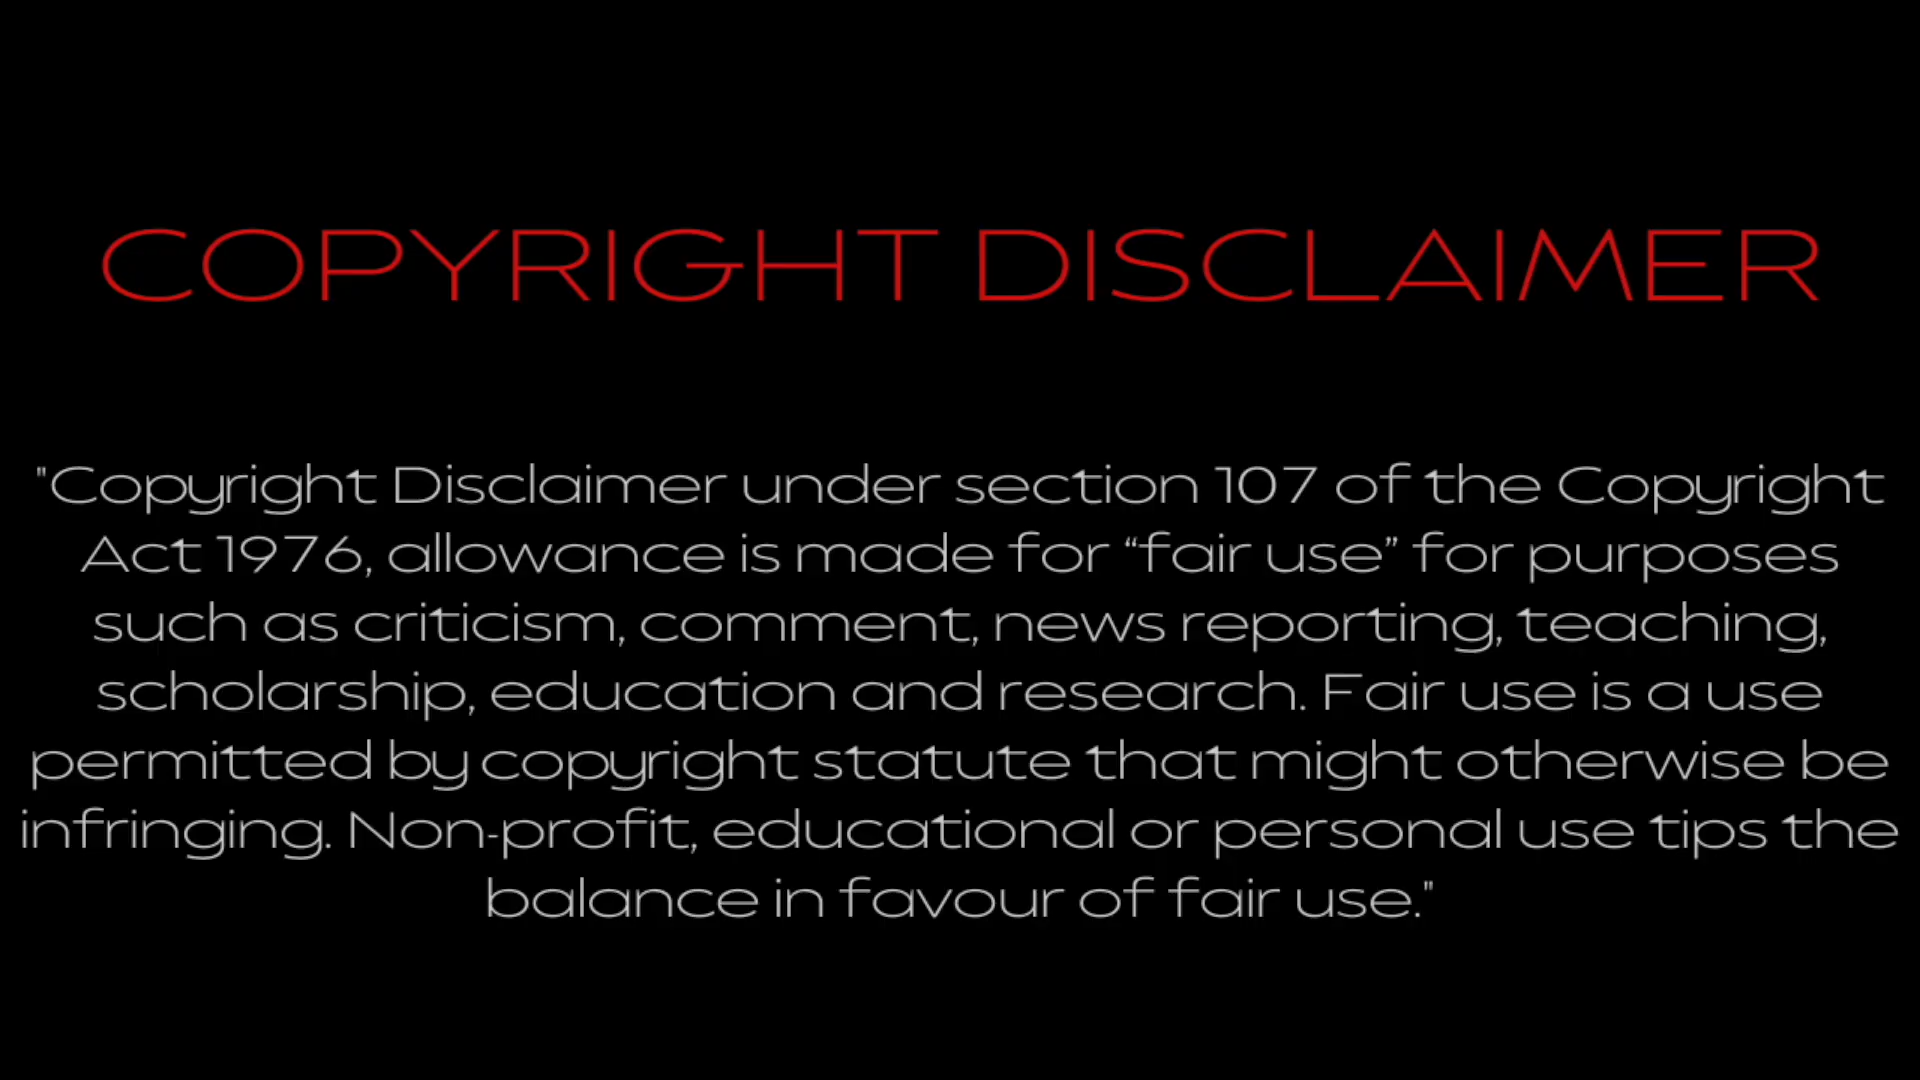 COPYRIGHT DISCLAIMER
"Copyright Disclaimer under section 107 of the Copyright
Act 1976, allowance is made for “fair use” for purposes
such as criticism, comment, news reporting, teaching,
scholarship, education and research. Fair use is a use
permitted by copyright statute that might otherwise be
infringing. Non-profit, educational or personal use tips the
balance in favour of fair use."